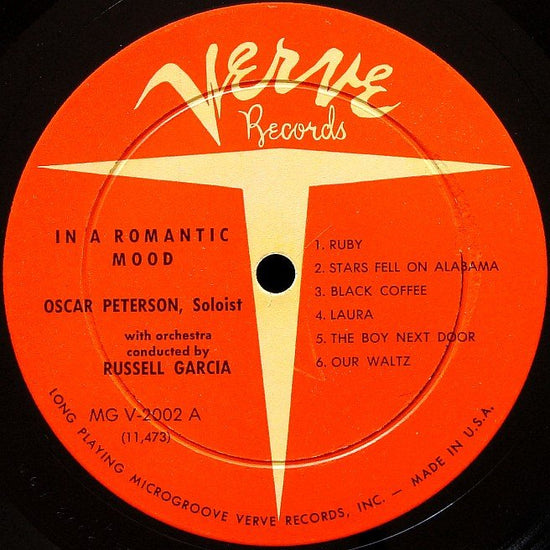 Verve
Records
IN A ROMANTIC
MOOD
OSCAR PETERSON, Soloist
with orchestra
conducted by
RUSSELL GARCIA
MG V-2002 A
(11,473)
1. RUBY
2. STARS FELL ON ALABAMA
3. BLACK COFFEE
4. LAURA
5. THE BOY NEXT DOOR
6. OUR WALTZ
LONG PLAYING MICROGROOVE VERVE RECORDS, INC. — MADE IN U.S.A.